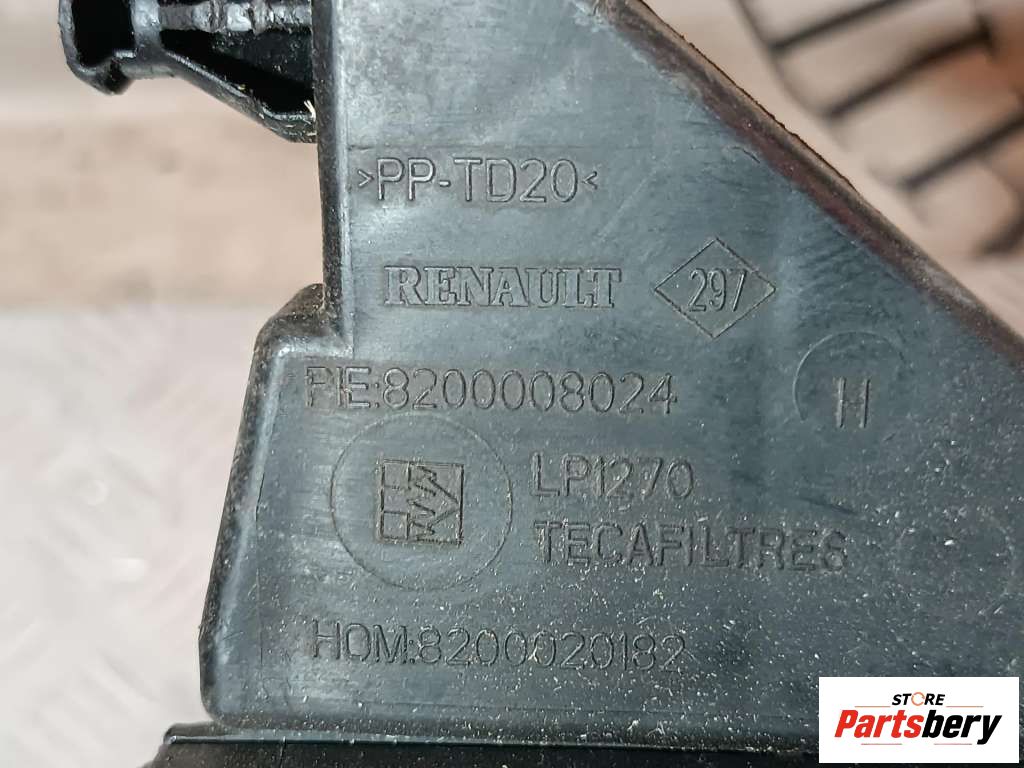 >PP-TD20<
RENAULT 297
PIE:8200008024
H
LP1270
TECAFILTRES
HOM:8200020182
STORE
Partsbery